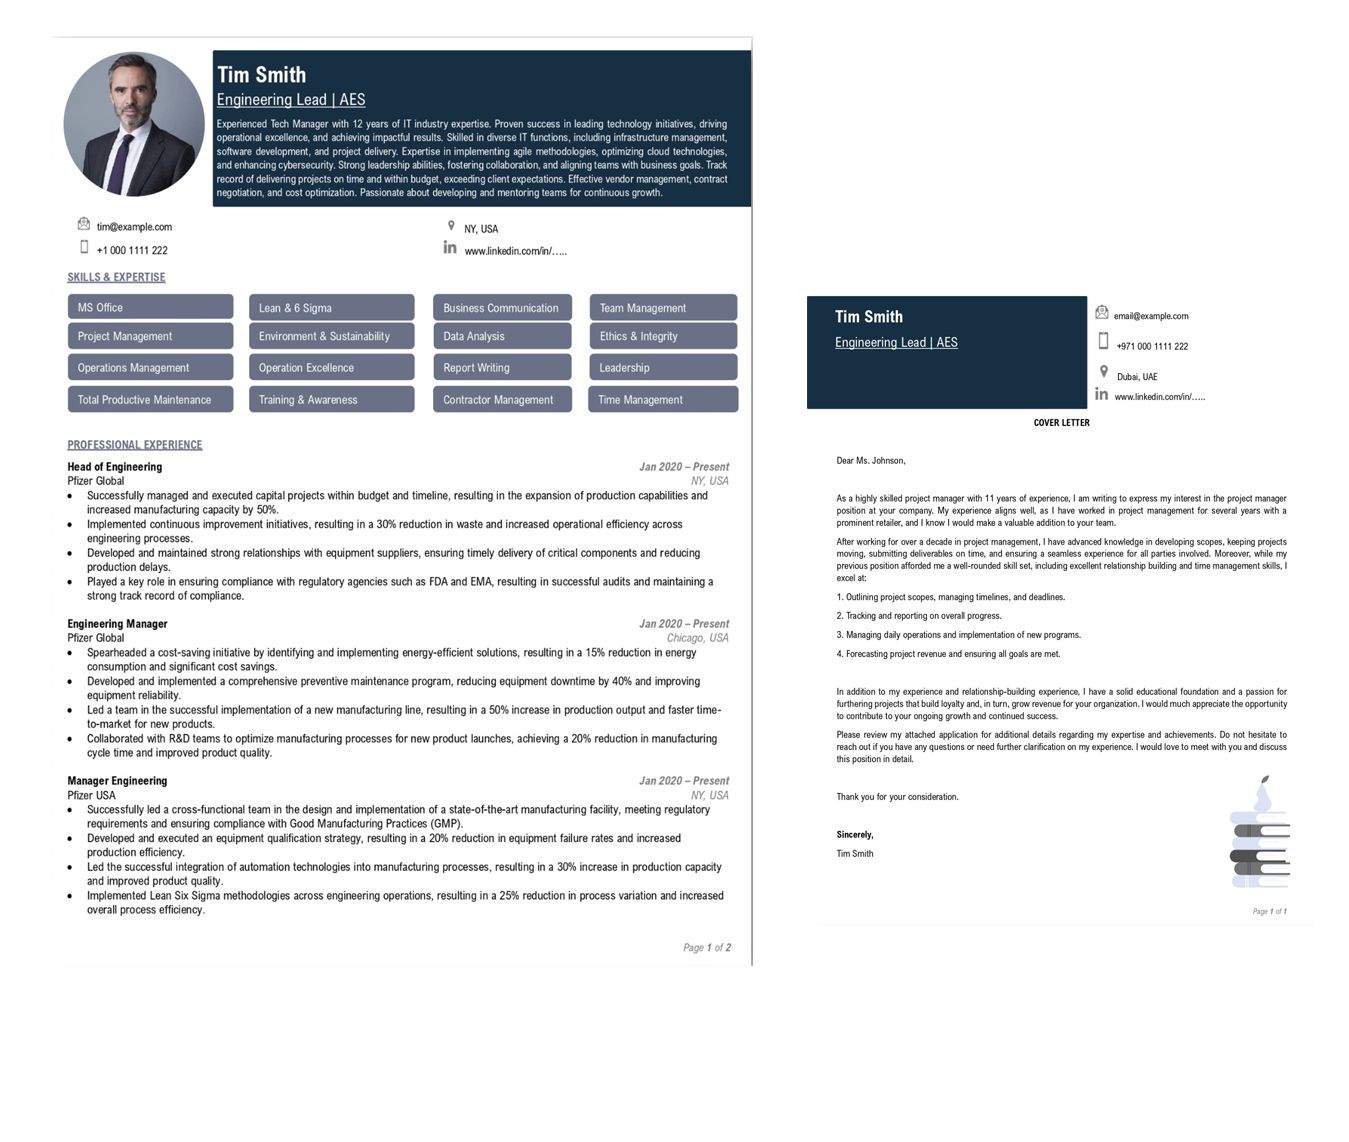 Tim Smith
Engineering Lead | AES
Experienced Tech Manager with 12 years of IT industry expertise. Proven success in leading technology initiatives, driving
operational excellence, and achieving impactful results. Skilled in diverse IT functions, including infrastructure management,
software development, and project delivery. Expertise in implementing agile methodologies, optimizing cloud technologies,
and enhancing cybersecurity. Strong leadership abilities, fostering collaboration, and aligning teams with business goals. Track
record of delivering projects on time and within budget, exceeding client expectations. Effective vendor management, contract
negotiation, and cost optimization. Passionate about developing and mentoring teams for continuous growth.
tim@example.com
NY, USA
+1 000 1111 222
in www.linkedin.com/in/…..
SKILLS & EXPERTISE
MS Office
Lean & 6 Sigma
Business Communication
Team Management
Project Management
Environment & Sustainability
Data Analysis
Ethics & Integrity
Operations Management
Operation Excellence
Report Writing
Leadership
Total Productive Maintenance
Training & Awareness
Contractor Management
Time Management
PROFESSIONAL EXPERIENCE
Head of Engineering Jan 2020 – Present
Pfizer Global NY, USA
• Successfully managed and executed capital projects within budget and timeline, resulting in the expansion of production capabilities and
increased manufacturing capacity by 50%.
• Implemented continuous improvement initiatives, resulting in a 30% reduction in waste and increased operational efficiency across
engineering processes.
• Developed and maintained strong relationships with equipment suppliers, ensuring timely delivery of critical components and reducing
production delays.
• Played a key role in ensuring compliance with regulatory agencies such as FDA and EMA, resulting in successful audits and maintaining a
strong track record of compliance.
Engineering Manager Jan 2020 – Present
Pfizer Global Chicago, USA
• Spearheaded a cost-saving initiative by identifying and implementing energy-efficient solutions, resulting in a 15% reduction in energy
consumption and significant cost savings.
• Developed and implemented a comprehensive preventive maintenance program, reducing equipment downtime by 40% and improving
equipment reliability.
• Led a team in the successful implementation of a new manufacturing line, resulting in a 50% increase in production output and faster time-
to-market for new products.
• Collaborated with R&D teams to optimize manufacturing processes for new product launches, achieving a 20% reduction in manufacturing
cycle time and improved product quality.
Manager Engineering Jan 2020 – Present
Pfizer USA NY, USA
• Successfully led a cross-functional team in the design and implementation of a state-of-the-art manufacturing facility, meeting regulatory
requirements and ensuring compliance with Good Manufacturing Practices (GMP).
• Developed and executed an equipment qualification strategy, resulting in a 20% reduction in equipment failure rates and increased
production efficiency.
• Led the successful integration of automation technologies into manufacturing processes, resulting in a 30% increase in production capacity
and improved product quality.
• Implemented Lean Six Sigma methodologies across engineering operations, resulting in a 25% reduction in process variation and increased
overall process efficiency.
Page 1 of 2
Tim Smith
Engineering Lead | AES
email@example.com
+971 000 1111 222
Dubai, UAE
in www.linkedin.com/in/…..
COVER LETTER
Dear Ms. Johnson,
As a highly skilled project manager with 11 years of experience, I am writing to express my interest in the project manager
position at your company. My experience aligns well, as I have worked in project management for several years with a
prominent retailer, and I know I would make a valuable addition to your team.
After working for over a decade in project management, I have advanced knowledge in developing scopes, keeping projects
moving, submitting deliverables on time, and ensuring a seamless experience for all parties involved. Moreover, while my
previous position afforded me a well-rounded skill set, including excellent relationship building and time management skills, I
excel at:
1. Outlining project scopes, managing timelines, and deadlines.
2. Tracking and reporting on overall progress.
3. Managing daily operations and implementation of new programs.
4. Forecasting project revenue and ensuring all goals are met.
In addition to my experience and relationship-building experience, I have a solid educational foundation and a passion for
furthering projects that build loyalty and, in turn, grow revenue for your organization. I would much appreciate the opportunity
to contribute to your ongoing growth and continued success.
Please review my attached application for additional details regarding my expertise and achievements. Do not hesitate to
reach out if you have any questions or need further clarification on my experience. I would love to meet with you and discuss
this position in detail.
Thank you for your consideration.
Sincerely,
Tim Smith
Page 1 of 1